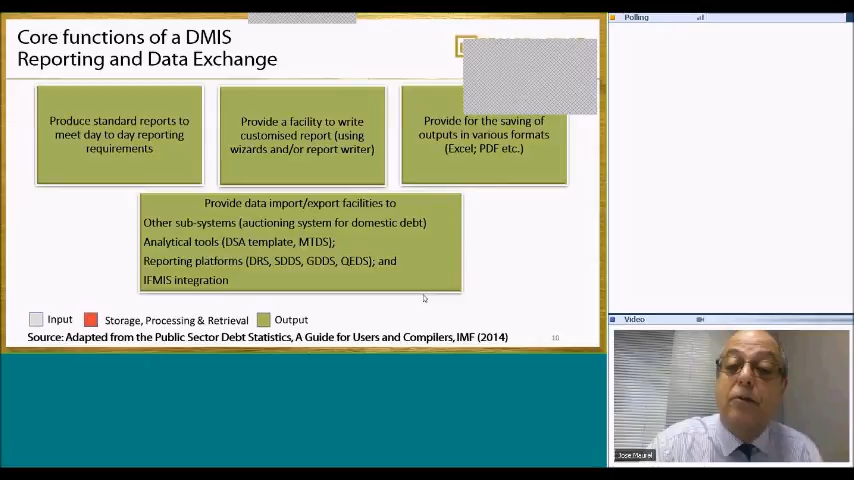 Core functions of a DMIS
Reporting and Data Exchange
Produce standard reports to
meet day to day reporting
requirements
Provide a facility to write
customised report (using
wizards and/or report writer)
Provide for the saving of
outputs in various formats
(Excel; PDF etc.)
Provide data import/export facilities to
Other sub-systems (auctioning system for domestic debt)
Analytical tools (DSA template, MTDS);
Reporting platforms (DRS, SDDS, GDDS, QEDS); and
IFMIS integration
Input
Storage, Processing & Retrieval
Output
Source: Adapted from the Public Sector Debt Statistics, A Guide for Users and Compilers, IMF (2014)
10
Polling
Video
Jose Maurel